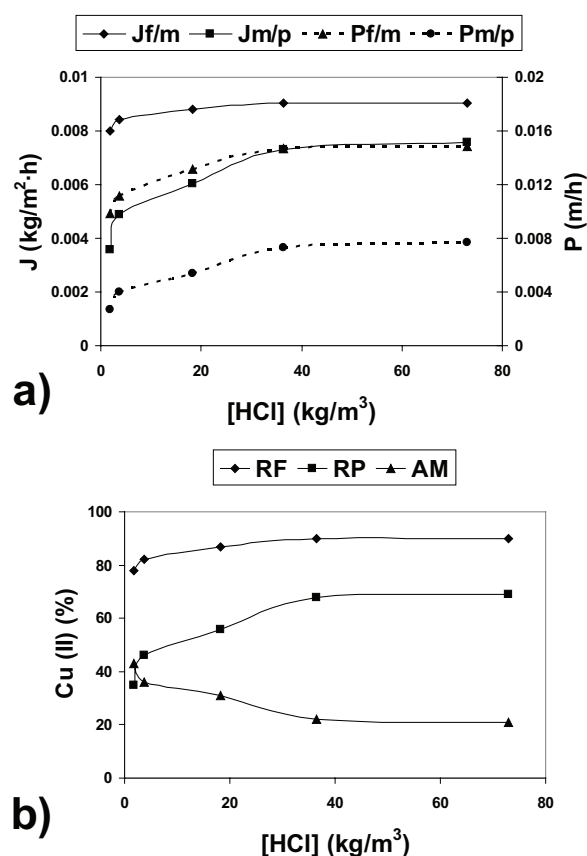 Jf/m Jm/p Pf/m Pm/p
0.01 0.02
0.008 0.016
0.006 0.012
0.004 0.008
0.002 0.004
0 0
0 20 40 60 80
J (kg/m²·h)
P (m/h)
[HCl] (kg/m³)
a)
RF RP AM
100
80
60
40
20
0
0 20 40 60 80
Cu (II) (%)
[HCl] (kg/m³)
b)